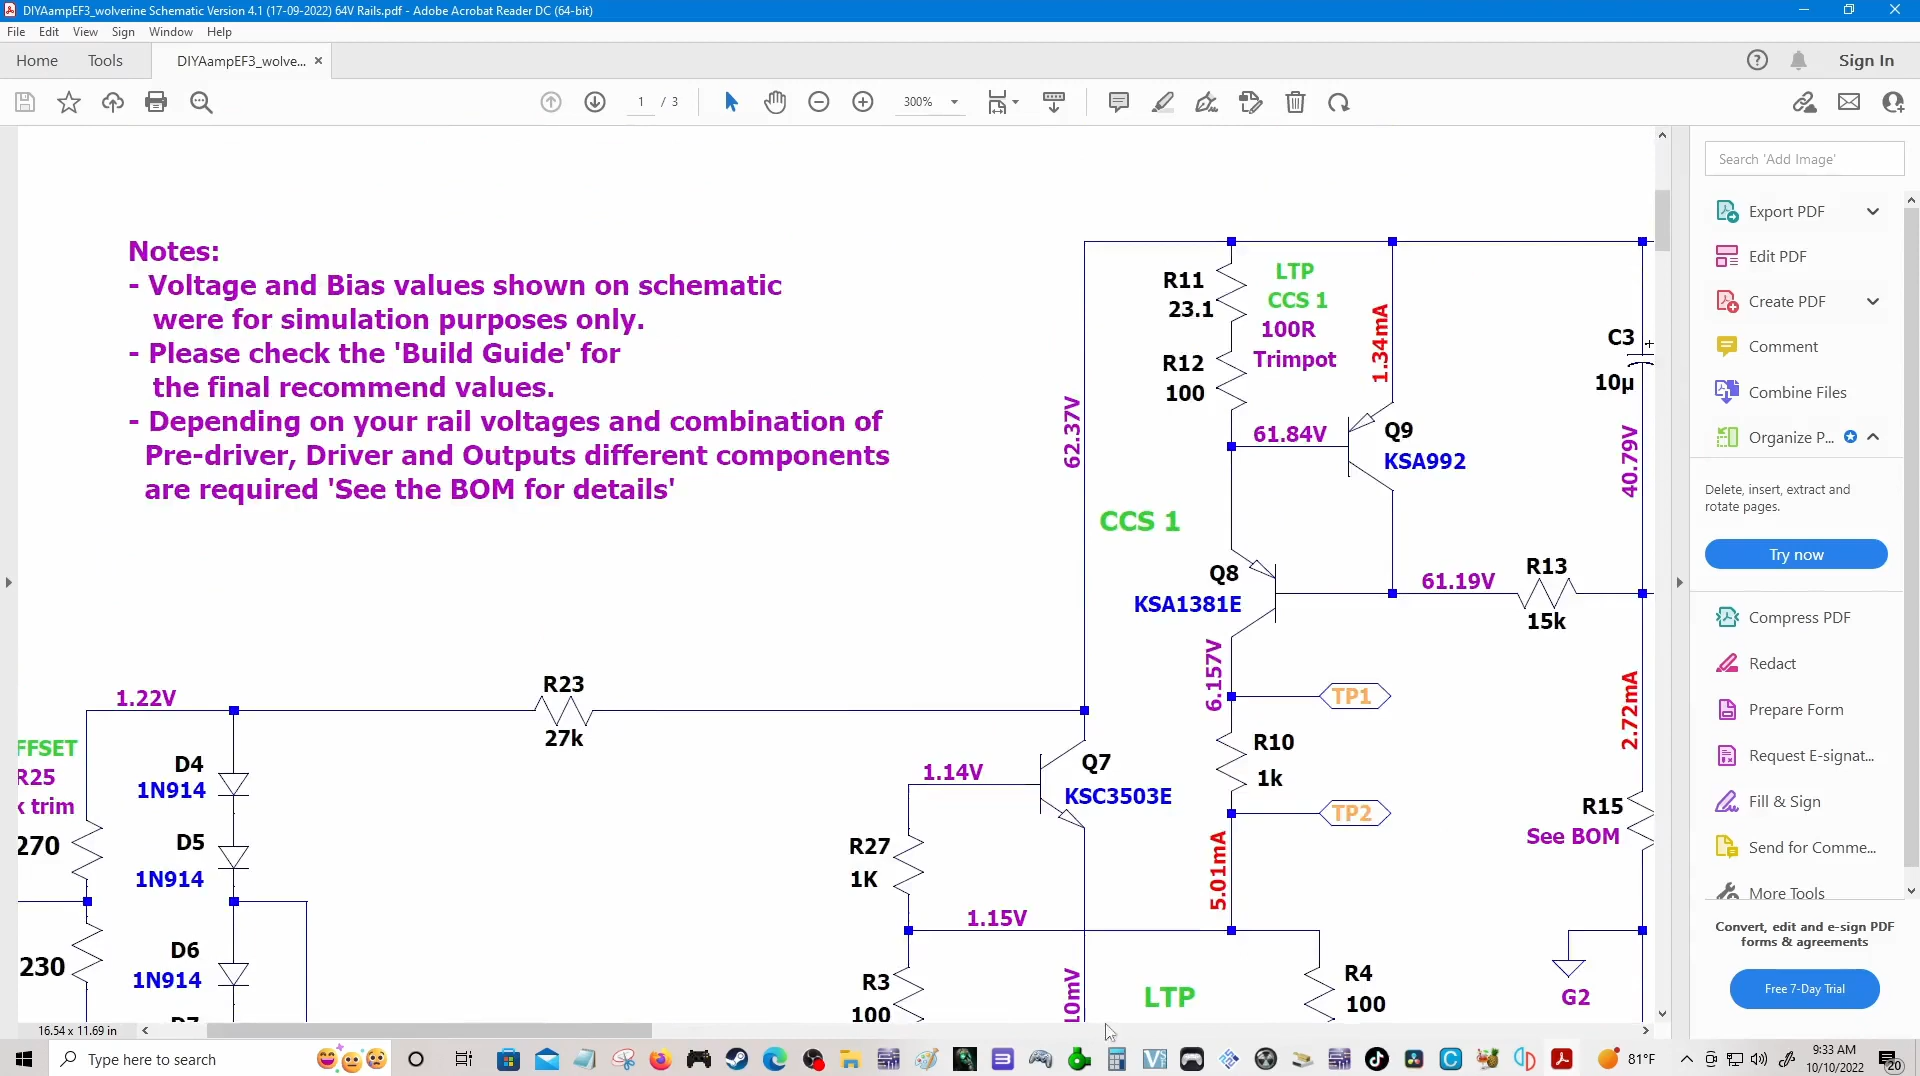 DIYAampEF3_wolverine Schematic Version 4.1 (17-09-2022) 64V Rails.pdf - Adobe Acrobat Reader DC (64-bit)
File Edit View Sign Window Help
Home Tools DIYAampEF3_wolve... × Sign In
1 / 3 300%
Notes:
- Voltage and Bias values shown on schematic
were for simulation purposes only.
- Please check the 'Build Guide' for
the final recommend values.
- Depending on your rail voltages and combination of
Pre-driver, Driver and Outputs different components
are required 'See the BOM for details'
R11
23.1
LTP
CCS 1
100R
Trimpot
R12
100
1.34mA
C3
+
10µ
62.37V
61.84V
Q9
KSA992
40.79V
CCS 1
Q8
KSA1381E
61.19V
R13
15k
6.157V
TP1
2.72mA
1.22V
R23
27k
FFSET
R25
k trim
270
D4
1N914
D5
1N914
1.14V
Q7
KSC3503E
R10
1k
TP2
R15
See BOM
R27
1K
5.01mA
1.15V
230
D6
1N914
R3
100
10mV
LTP
R4
100
G2
Search 'Add Image'
Export PDF
Edit PDF
Create PDF
Comment
Combine Files
Organize P...
Delete, insert, extract and
rotate pages.
Try now
Compress PDF
Redact
Prepare Form
Request E-signat...
Fill & Sign
Send for Comme...
More Tools
Convert, edit and e-sign PDF
forms & agreements
Free 7-Day Trial
16.54 x 11.69 in
Type here to search
81°F
9:33 AM
10/10/2022
20